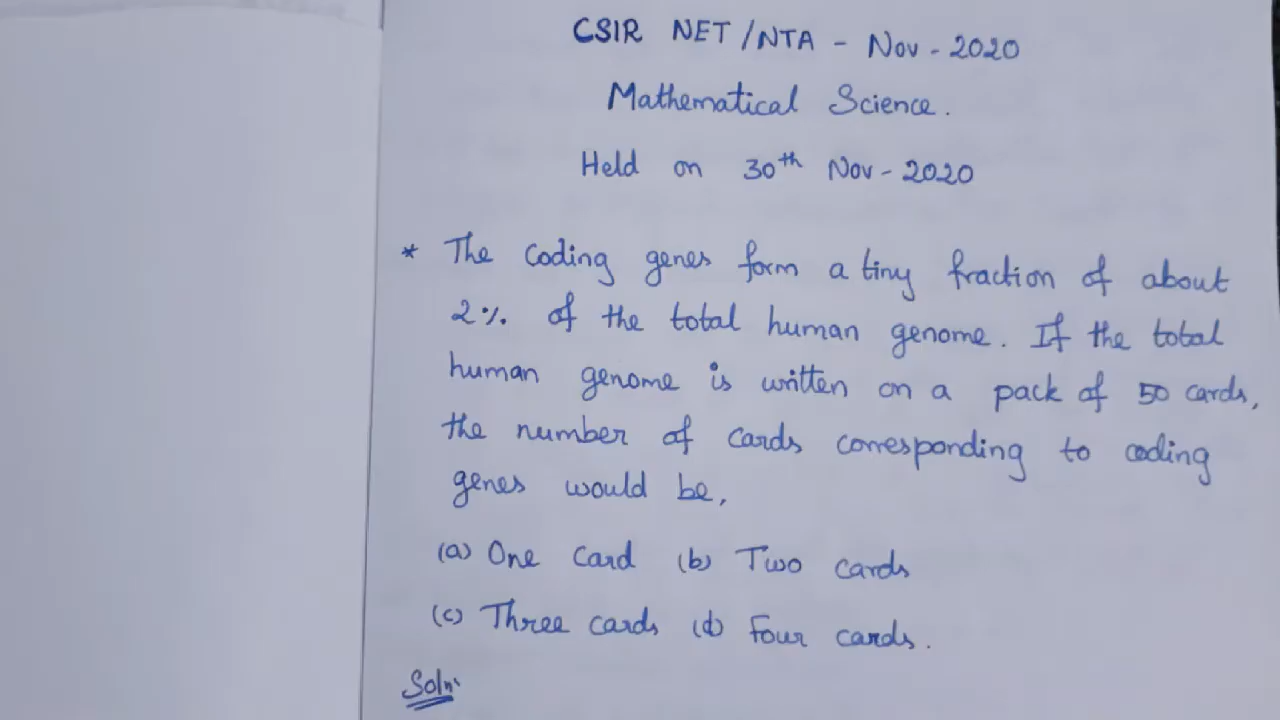 CSIR NET/NTA - Nov - 2020
Mathematical Science.
Held on 30th Nov - 2020
* The coding genes form a tiny fraction of about
2%. of the total human genome. If the total
human genome is written on a pack of 50 cards,
the number of cards corresponding to coding
genes would be,
(a) One card (b) Two cards
(c) Three cards (d) Four cards.
Soln: